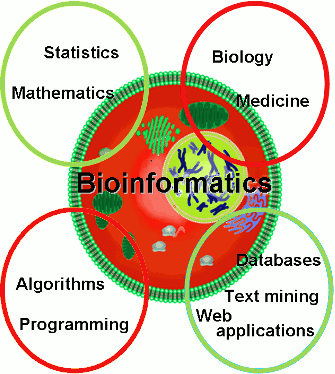 Statistics
Mathematics
Biology
Medicine
Bioinformatics
Algorithms
Programming
Databases
Text mining
Web
applications